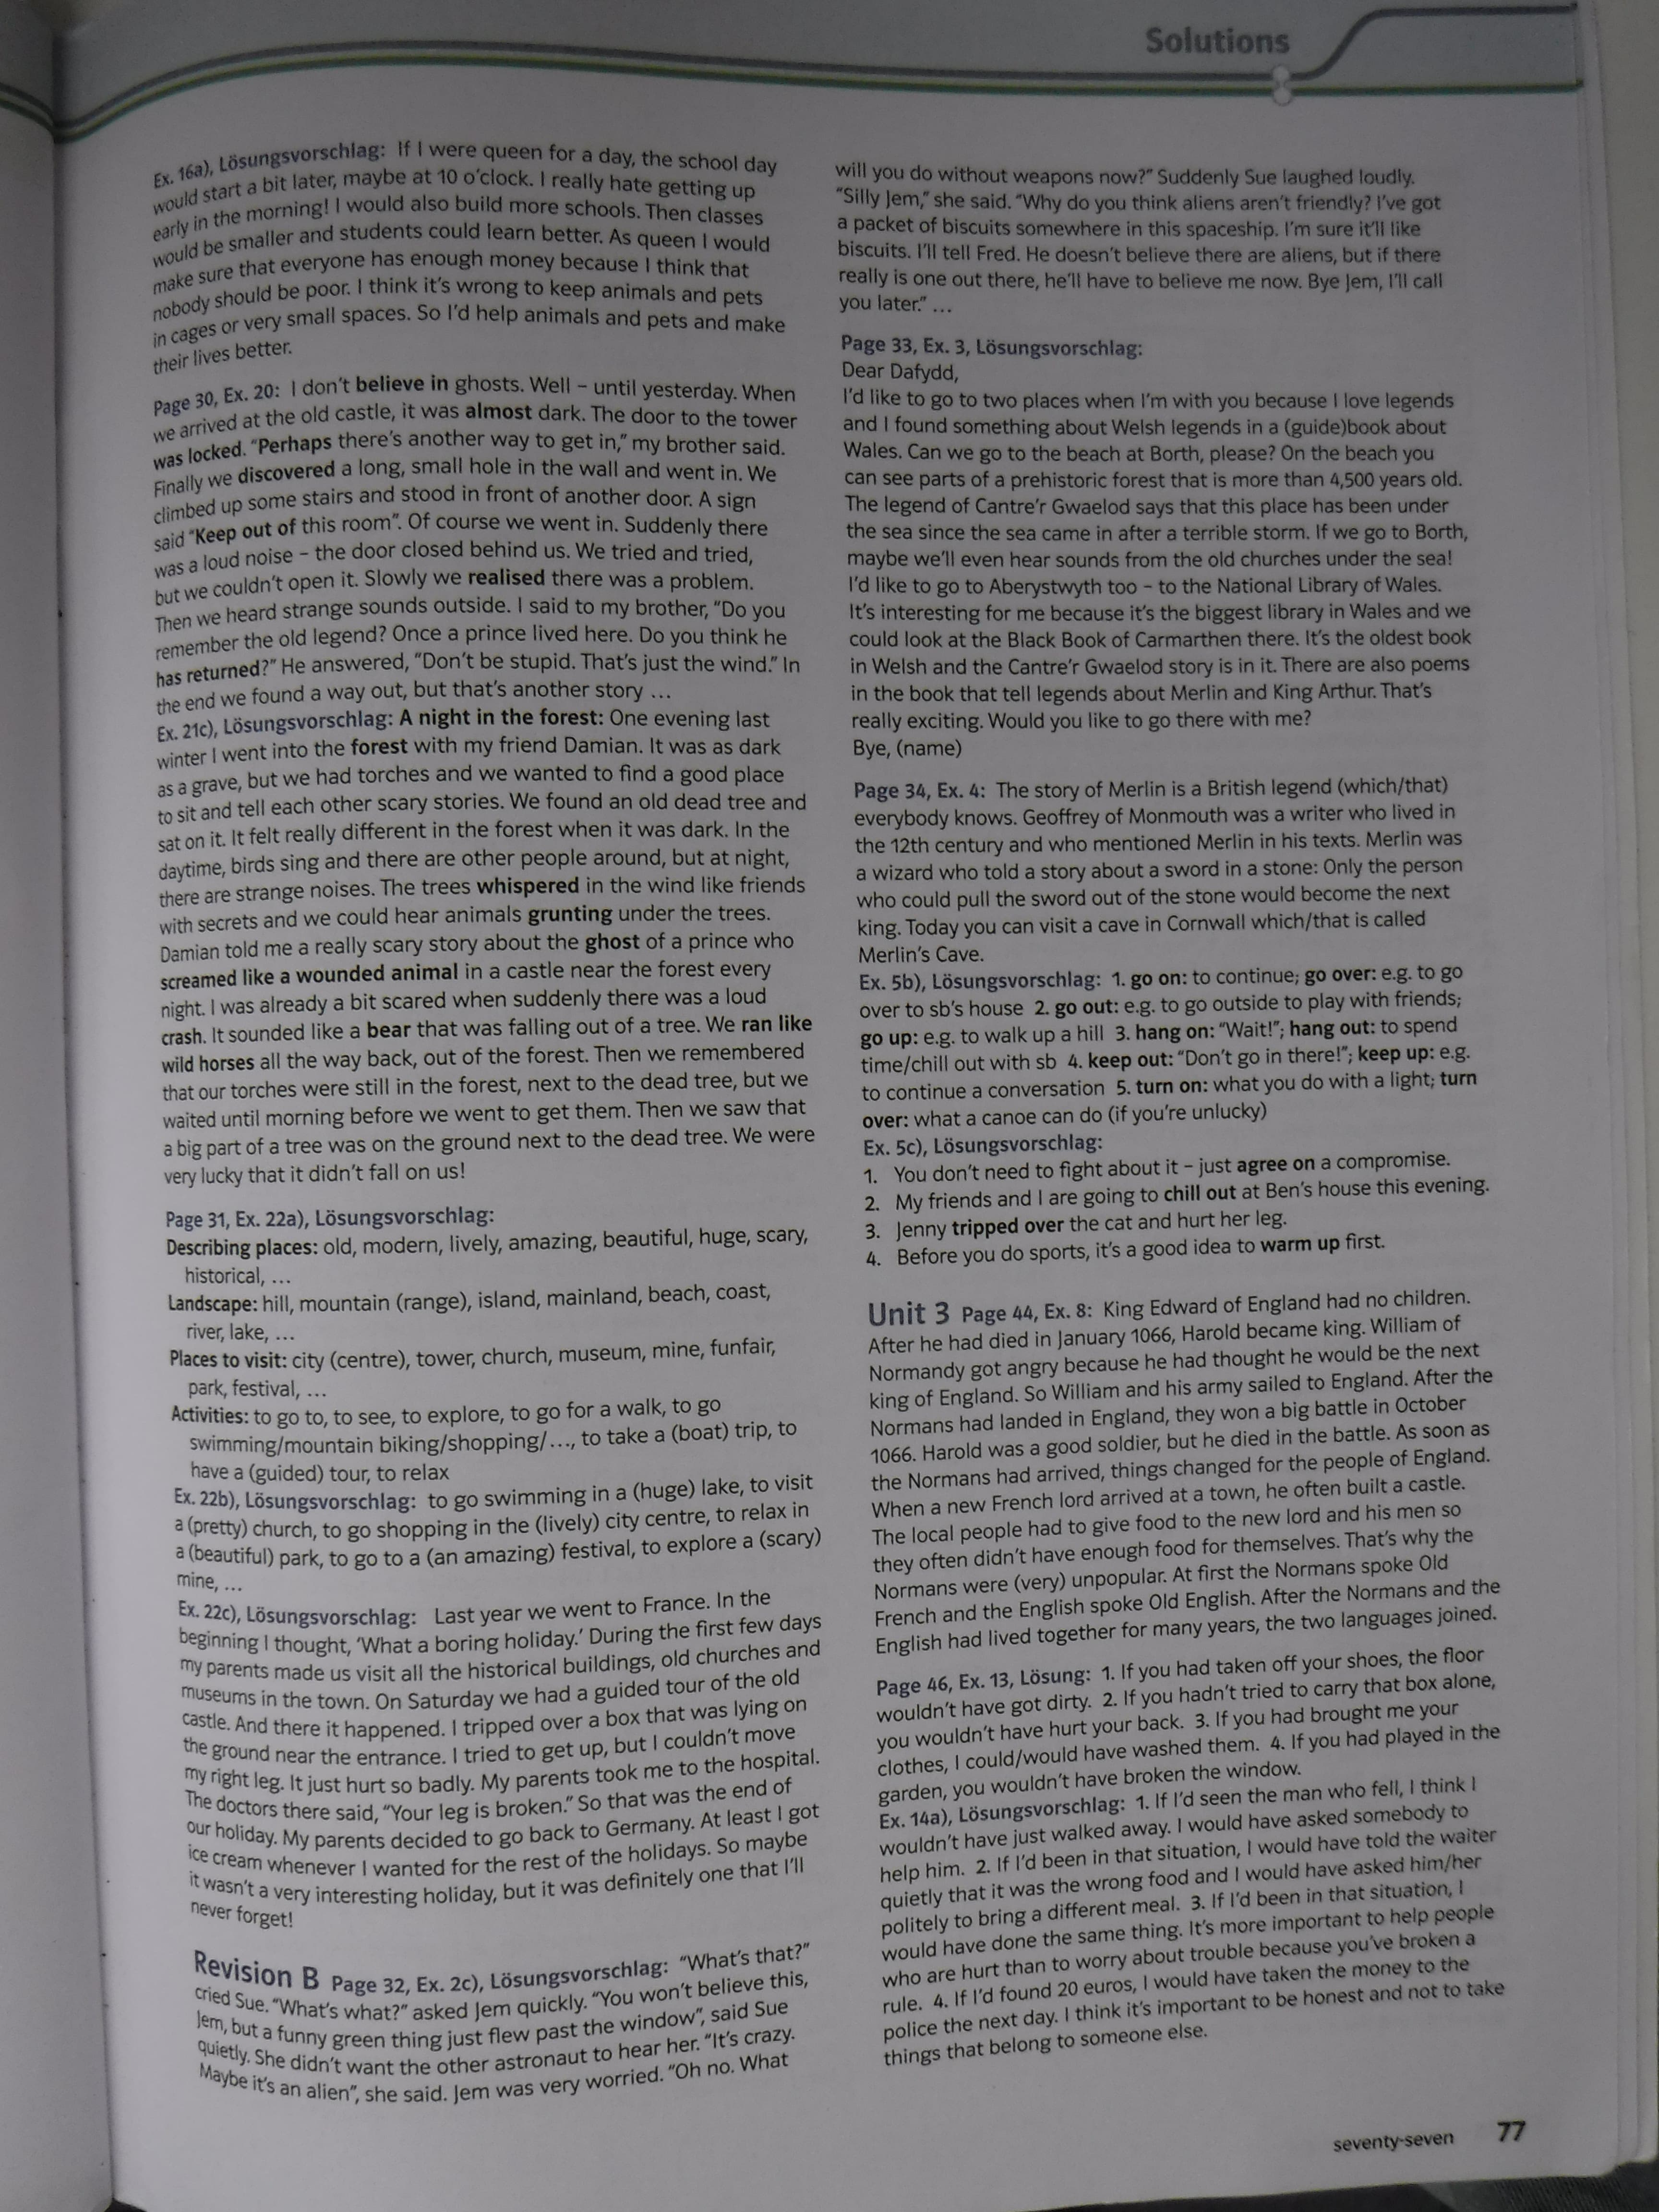 Solutions
Ex. 16a), Lösungsvorschlag: If I were queen for a day, the school day
would start a bit later, maybe at 10 o'clock. I really hate getting up
early in the morning! I would also build more schools. Then classes
would be smaller and students could learn better. As queen I would
make sure that everyone has enough money because I think that
nobody should be poor. I think it's wrong to keep animals and pets
in cages or very small spaces. So I'd help animals and pets and make
their lives better.
Page 30, Ex. 20: I don't believe in ghosts. Well – until yesterday. When
we arrived at the old castle, it was almost dark. The door to the tower
was locked. "Perhaps there's another way to get in," my brother said.
Finally we discovered a long, small hole in the wall and went in. We
climbed up some stairs and stood in front of another door. A sign
said "Keep out of this room". Of course we went in. Suddenly there
was a loud noise – the door closed behind us. We tried and tried,
but we couldn't open it. Slowly we realised there was a problem.
Then we heard strange sounds outside. I said to my brother, "Do you
remember the old legend? Once a prince lived here. Do you think he
has returned?" He answered, "Don't be stupid. That's just the wind." In
the end we found a way out, but that's another story …
Ex. 21c), Lösungsvorschlag: A night in the forest: One evening last
winter I went into the forest with my friend Damian. It was as dark
as a grave, but we had torches and we wanted to find a good place
to sit and tell each other scary stories. We found an old dead tree and
sat on it. It felt really different in the forest when it was dark. In the
daytime, birds sing and there are other people around, but at night,
there are strange noises. The trees whispered in the wind like friends
with secrets and we could hear animals grunting under the trees.
Damian told me a really scary story about the ghost of a prince who
screamed like a wounded animal in a castle near the forest every
night. I was already a bit scared when suddenly there was a loud
crash. It sounded like a bear that was falling out of a tree. We ran like
wild horses all the way back, out of the forest. Then we remembered
that our torches were still in the forest, next to the dead tree, but we
waited until morning before we went to get them. Then we saw that
a big part of a tree was on the ground next to the dead tree. We were
very lucky that it didn't fall on us!
Page 31, Ex. 22a), Lösungsvorschlag:
Describing places: old, modern, lively, amazing, beautiful, huge, scary,
historical, …
Landscape: hill, mountain (range), island, mainland, beach, coast,
river, lake, …
Places to visit: city (centre), tower, church, museum, mine, funfair,
park, festival, …
Activities: to go to, to see, to explore, to go for a walk, to go
swimming/mountain biking/shopping/…, to take a (boat) trip, to
have a (guided) tour, to relax
Ex. 22b), Lösungsvorschlag: to go swimming in a (huge) lake, to visit
a (pretty) church, to go shopping in the (lively) city centre, to relax in
a (beautiful) park, to go to a (an amazing) festival, to explore a (scary)
mine, …
Ex. 22c), Lösungsvorschlag: Last year we went to France. In the
beginning I thought, 'What a boring holiday.' During the first few days
my parents made us visit all the historical buildings, old churches and
museums in the town. On Saturday we had a guided tour of the old
castle. And there it happened. I tripped over a box that was lying on
the ground near the entrance. I tried to get up, but I couldn't move
my right leg. It just hurt so badly. My parents took me to the hospital.
The doctors there said, "Your leg is broken." So that was the end of
our holiday. My parents decided to go back to Germany. At least I got
ice cream whenever I wanted for the rest of the holidays. So maybe
it wasn't a very interesting holiday, but it was definitely one that I'll
never forget!
Revision B Page 32, Ex. 2c), Lösungsvorschlag: "What's that?"
cried Sue. "What's what?" asked Jem quickly. "You won't believe this,
Jem, but a funny green thing just flew past the window", said Sue
quietly. She didn't want the other astronaut to hear her. "It's crazy.
Maybe it's an alien", she said. Jem was very worried. "Oh no. What
will you do without weapons now?" Suddenly Sue laughed loudly.
"Silly Jem," she said. "Why do you think aliens aren't friendly? I've got
a packet of biscuits somewhere in this spaceship. I'm sure it'll like
biscuits. I'll tell Fred. He doesn't believe there are aliens, but if there
really is one out there, he'll have to believe me now. Bye Jem, I'll call
you later." …
Page 33, Ex. 3, Lösungsvorschlag:
Dear Dafydd,
I'd like to go to two places when I'm with you because I love legends
and I found something about Welsh legends in a (guide)book about
Wales. Can we go to the beach at Borth, please? On the beach you
can see parts of a prehistoric forest that is more than 4,500 years old.
The legend of Cantre'r Gwaelod says that this place has been under
the sea since the sea came in after a terrible storm. If we go to Borth,
maybe we'll even hear sounds from the old churches under the sea!
I'd like to go to Aberystwyth too – to the National Library of Wales.
It's interesting for me because it's the biggest library in Wales and we
could look at the Black Book of Carmarthen there. It's the oldest book
in Welsh and the Cantre'r Gwaelod story is in it. There are also poems
in the book that tell legends about Merlin and King Arthur. That's
really exciting. Would you like to go there with me?
Bye, (name)
Page 34, Ex. 4: The story of Merlin is a British legend (which/that)
everybody knows. Geoffrey of Monmouth was a writer who lived in
the 12th century and who mentioned Merlin in his texts. Merlin was
a wizard who told a story about a sword in a stone: Only the person
who could pull the sword out of the stone would become the next
king. Today you can visit a cave in Cornwall which/that is called
Merlin's Cave.
Ex. 5b), Lösungsvorschlag: 1. go on: to continue; go over: e.g. to go
over to sb's house 2. go out: e.g. to go outside to play with friends;
go up: e.g. to walk up a hill 3. hang on: "Wait!"; hang out: to spend
time/chill out with sb 4. keep out: "Don't go in there!"; keep up: e.g.
to continue a conversation 5. turn on: what you do with a light; turn
over: what a canoe can do (if you're unlucky)
Ex. 5c), Lösungsvorschlag:
1. You don't need to fight about it – just agree on a compromise.
2. My friends and I are going to chill out at Ben's house this evening.
3. Jenny tripped over the cat and hurt her leg.
4. Before you do sports, it's a good idea to warm up first.
Unit 3 Page 44, Ex. 8: King Edward of England had no children.
After he had died in January 1066, Harold became king. William of
Normandy got angry because he had thought he would be the next
king of England. So William and his army sailed to England. After the
Normans had landed in England, they won a big battle in October
1066. Harold was a good soldier, but he died in the battle. As soon as
the Normans had arrived, things changed for the people of England.
When a new French lord arrived at a town, he often built a castle.
The local people had to give food to the new lord and his men so
they often didn't have enough food for themselves. That's why the
Normans were (very) unpopular. At first the Normans spoke Old
French and the English spoke Old English. After the Normans and the
English had lived together for many years, the two languages joined.
Page 46, Ex. 13, Lösung: 1. If you had taken off your shoes, the floor
wouldn't have got dirty. 2. If you hadn't tried to carry that box alone,
you wouldn't have hurt your back. 3. If you had brought me your
clothes, I could/would have washed them. 4. If you had played in the
garden, you wouldn't have broken the window.
Ex. 14a), Lösungsvorschlag: 1. If I'd seen the man who fell, I think I
wouldn't have just walked away. I would have asked somebody to
help him. 2. If I'd been in that situation, I would have told the waiter
quietly that it was the wrong food and I would have asked him/her
politely to bring a different meal. 3. If I'd been in that situation, I
would have done the same thing. It's more important to help people
who are hurt than to worry about trouble because you've broken a
rule. 4. If I'd found 20 euros, I would have taken the money to the
police the next day. I think it's important to be honest and not to take
things that belong to someone else.
seventy-seven 77